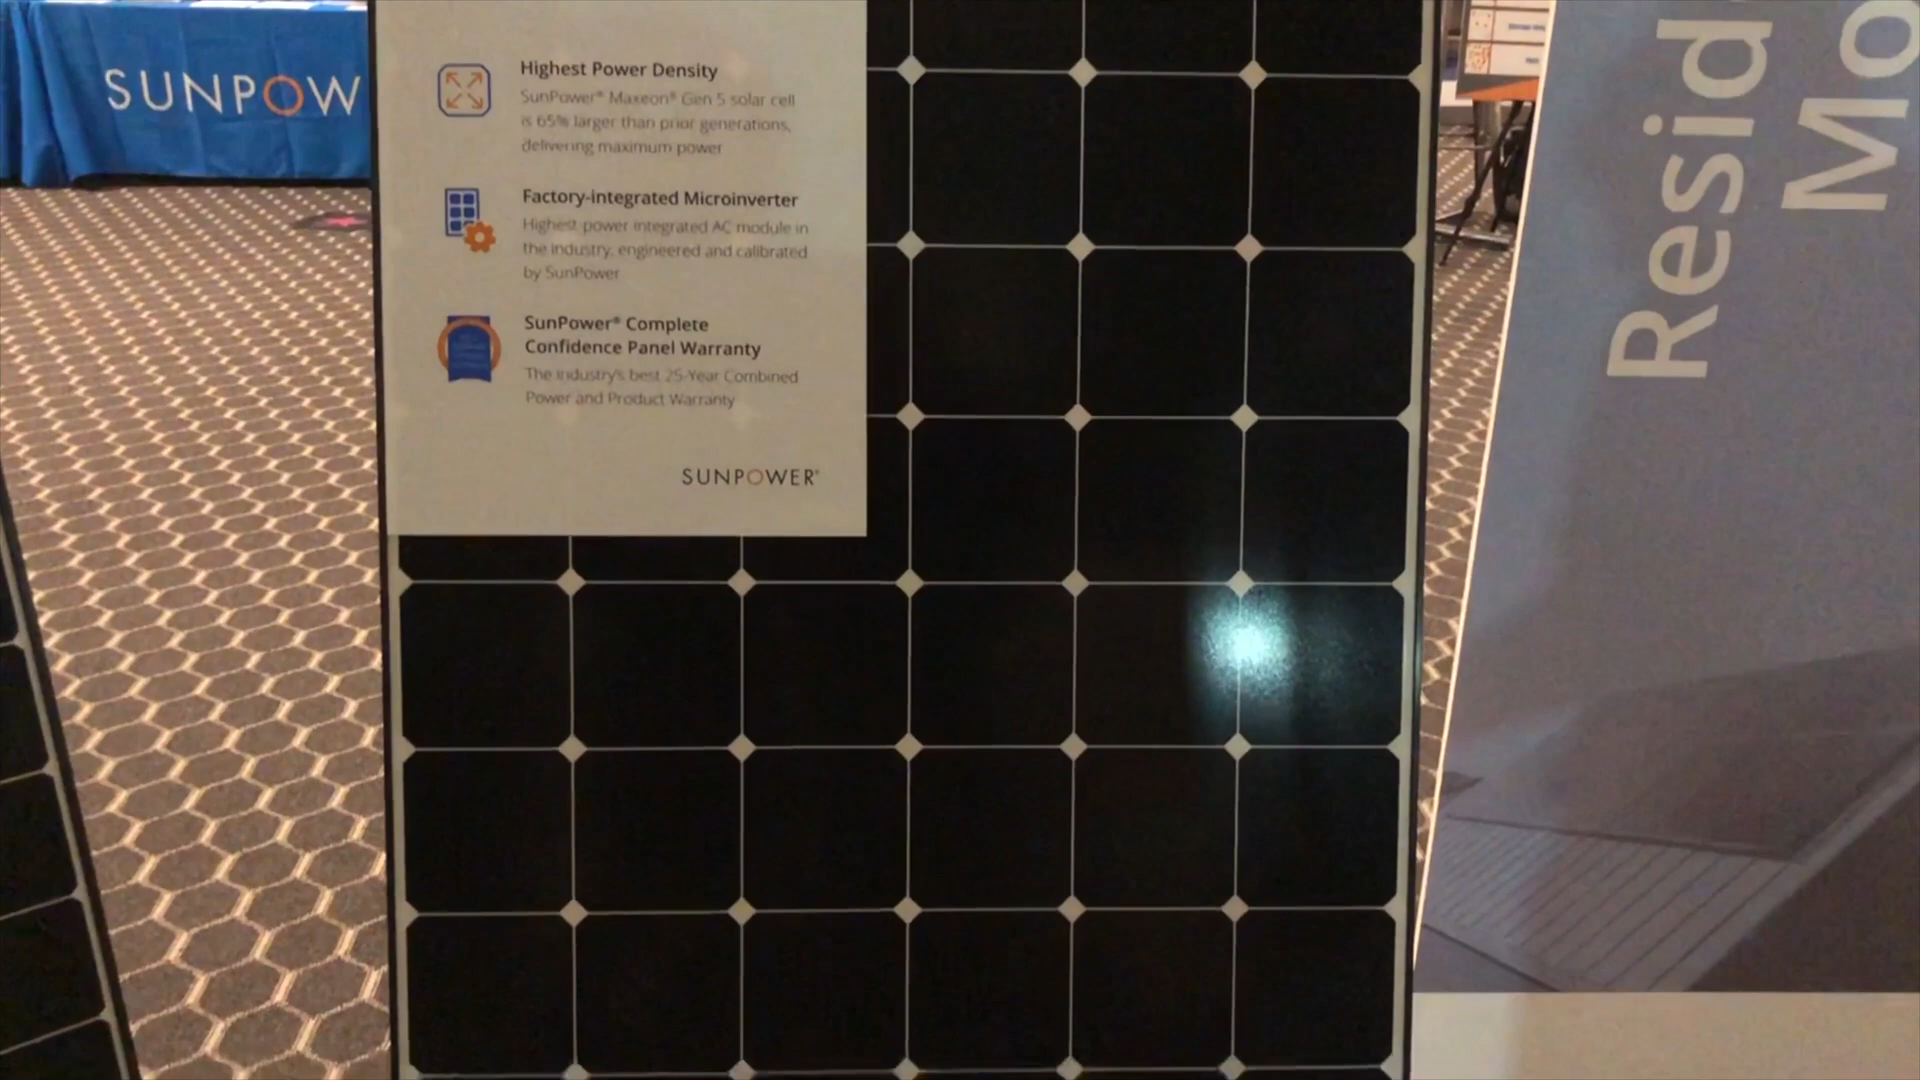 SUNPOW
Highest Power Density
SunPower® Maxeon® Gen 5 solar cell
is 65% larger than prior generations,
delivering maximum power
Factory-integrated Microinverter
Highest-power integrated AC module in
the industry, engineered and calibrated
by SunPower
SunPower® Complete
Confidence Panel Warranty
The industry's best 25-Year Combined
Power and Product Warranty
SUNPOWER®
Resid
Mo